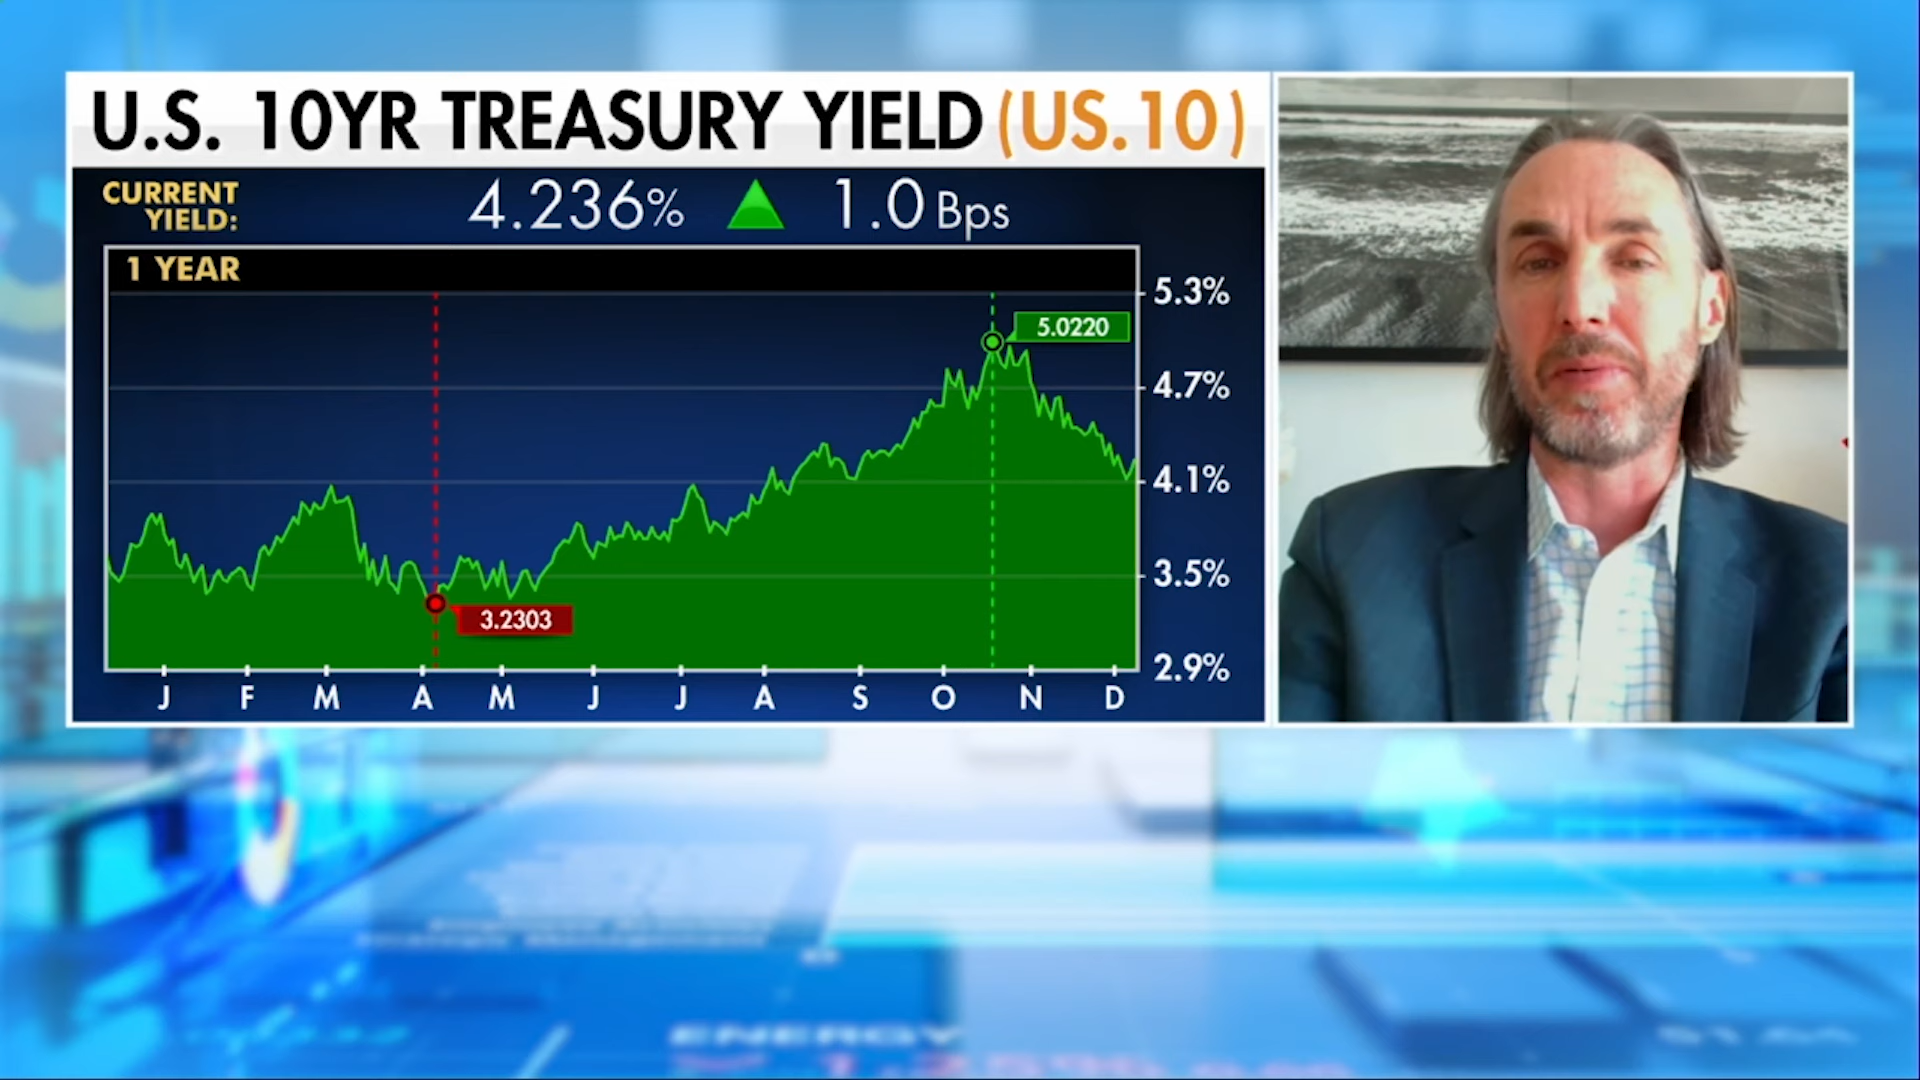 U.S. 10YR TREASURY YIELD (US.10)
CURRENT
YIELD:
4.236% ▲ 1.0 Bps
1 YEAR
5.3%
5.0220
4.7%
4.1%
3.5%
3.2303
2.9%
J F M A M J J A S O N D
ENERGY